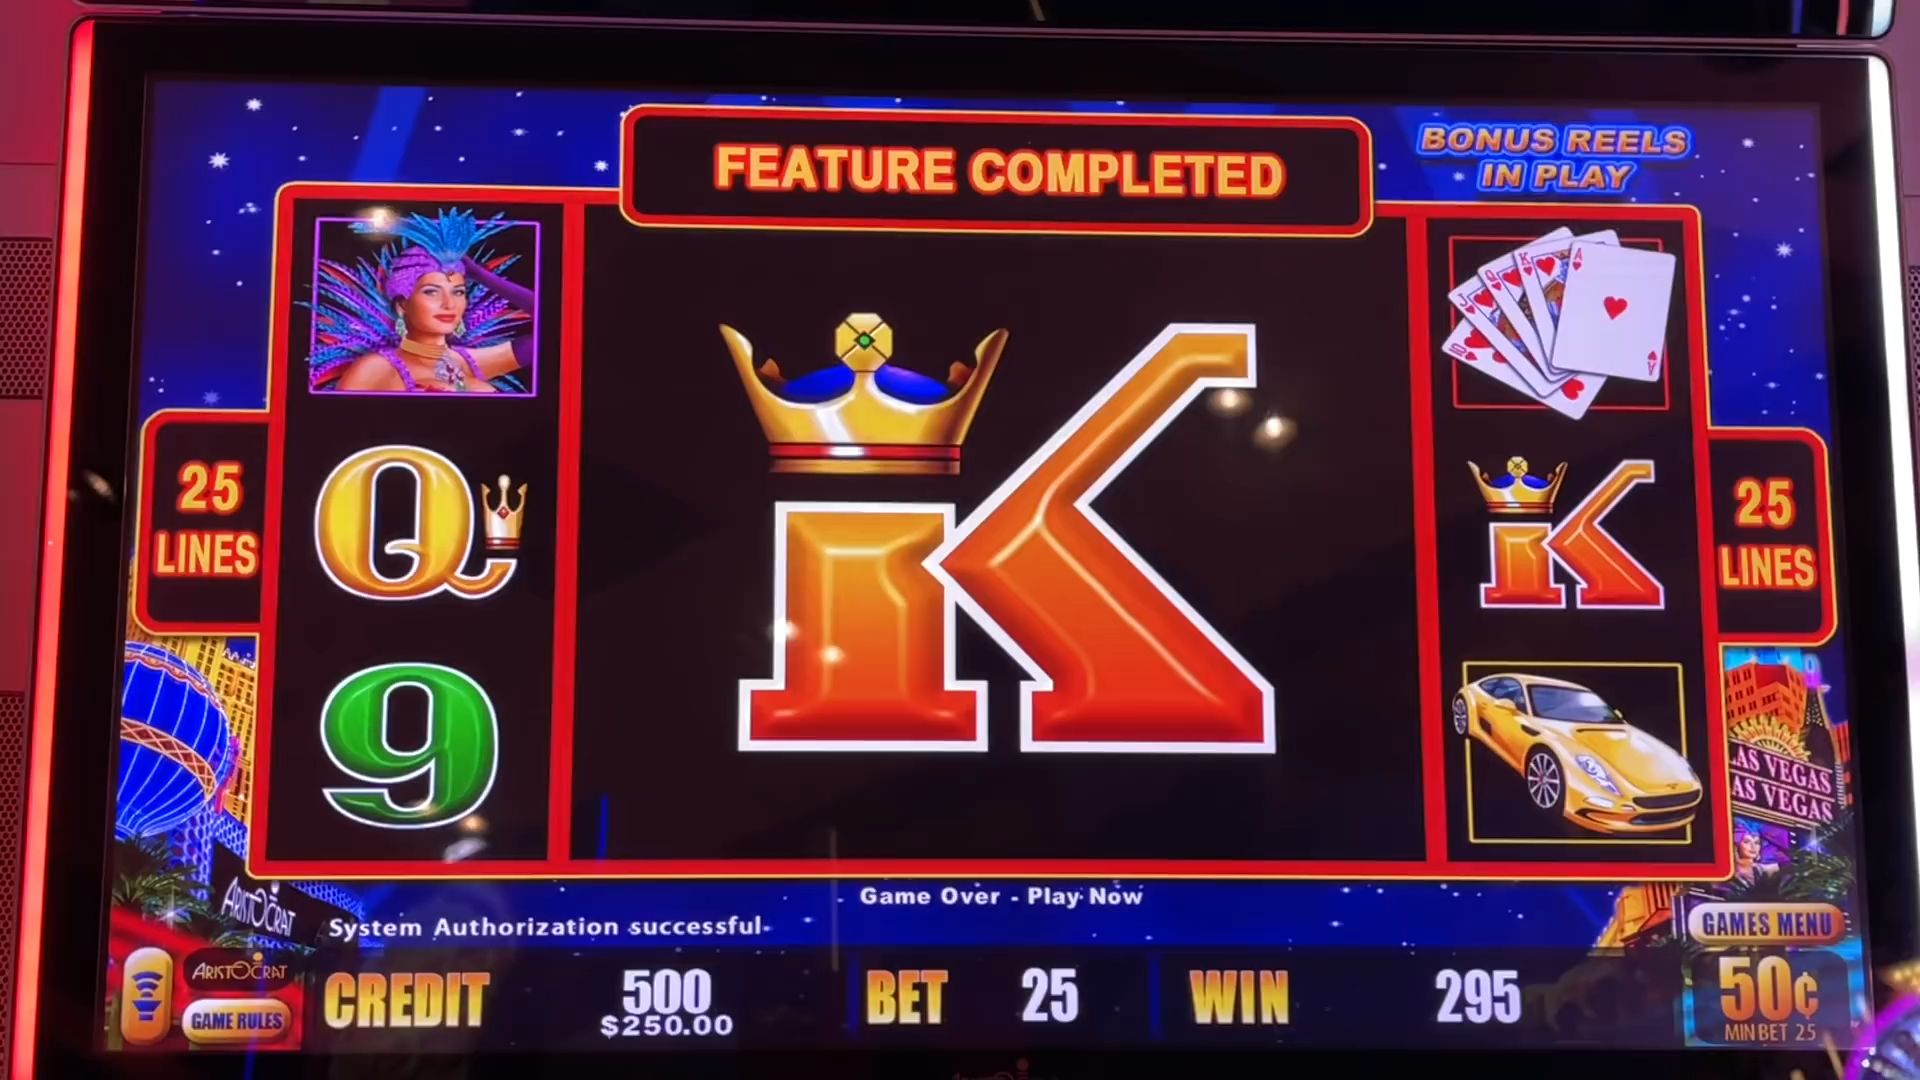 FEATURE COMPLETED
BONUS REELS
IN PLAY
25
LINES
Q
9
K
10
J
Q
K
A
A
K
25
LINES
LAS VEGAS
LAS VEGAS
ARISTOCRAT
Game Over - Play Now
System Authorization successful
GAMES MENU
ARISTOCRAT
GAME RULES
CREDIT
500
$250.00
BET
25
WIN
295
50¢
MIN BET 25